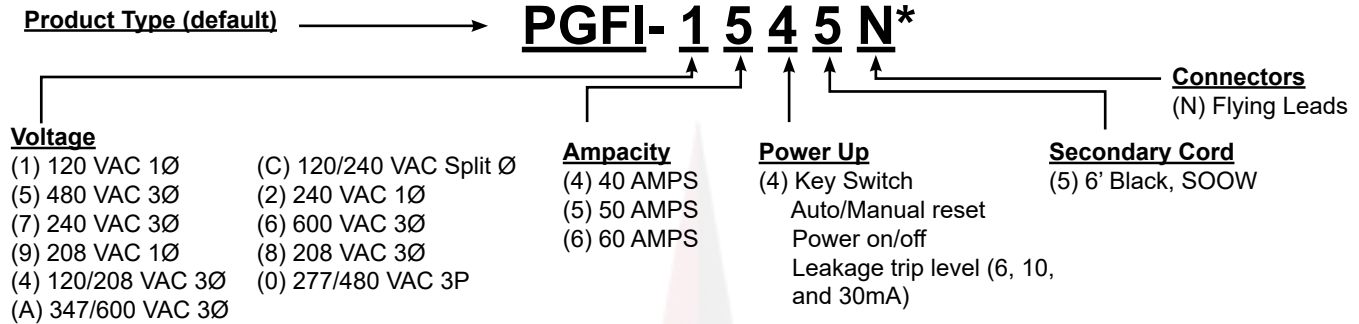 Product Type (default)
PGFI- 1 5 4 5 N*
Connectors
(N) Flying Leads
Voltage
(1) 120 VAC 1Ø
(5) 480 VAC 3Ø
(7) 240 VAC 3Ø
(9) 208 VAC 1Ø
(4) 120/208 VAC 3Ø
(A) 347/600 VAC 3Ø
(C) 120/240 VAC Split Ø
(2) 240 VAC 1Ø
(6) 600 VAC 3Ø
(8) 208 VAC 3Ø
(0) 277/480 VAC 3P
Ampacity
(4) 40 AMPS
(5) 50 AMPS
(6) 60 AMPS
Power Up
(4) Key Switch
Auto/Manual reset
Power on/off
Leakage trip level (6, 10,
and 30mA)
Secondary Cord
(5) 6’ Black, SOOW